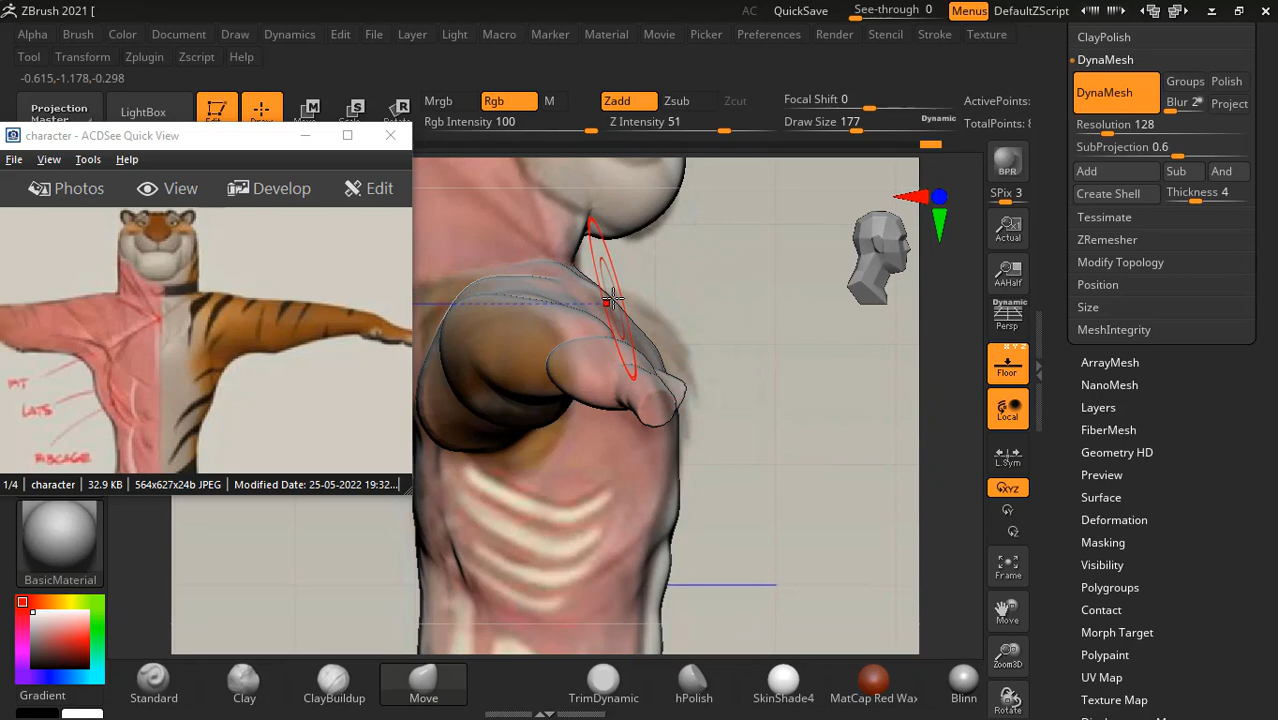 ZBrush 2021 [
AC QuickSave See-through 0 Menus DefaultZScript
Alpha Brush Color Document Draw Dynamics Edit File Layer Light Macro Marker Material Movie Picker Preferences Render Stencil Stroke Texture
Tool Transform Zplugin Zscript Help
-0.615,-1.178,-0.298
Projection
LightBox
Mrgb Rgb M
Rgb Intensity 100
Zadd Zsub Zcut
Z Intensity 51
Focal Shift 0
Draw Size 177 Dynamic
ActivePoints:
TotalPoints: 8
character - ACDSee Quick View
File View Tools Help
Photos View Develop Edit
LATS
RIBCAGE
1/4 character 32.9 KB 564x627x24b JPEG Modified Date: 25-05-2022 19:32...
BasicMaterial
Gradient
Standard Clay ClayBuildup Move TrimDynamic hPolish SkinShade4 MatCap Red Wax Blinn
BPR
SPix 3
Actual
AAHalf
Dynamic
Persp
X Y Z
Floor
Local
L.Sym
XYZ
Y
Z
Frame
Move
Zoom3D
Rotate
ClayPolish
DynaMesh
DynaMesh
Groups Polish
Blur 2 Project
Resolution 128
SubProjection 0.6
Add Sub And
Create Shell Thickness 4
Tessimate
ZRemesher
Modify Topology
Position
Size
MeshIntegrity
ArrayMesh
NanoMesh
Layers
FiberMesh
Geometry HD
Preview
Surface
Deformation
Masking
Visibility
Polygroups
Contact
Morph Target
Polypaint
UV Map
Texture Map